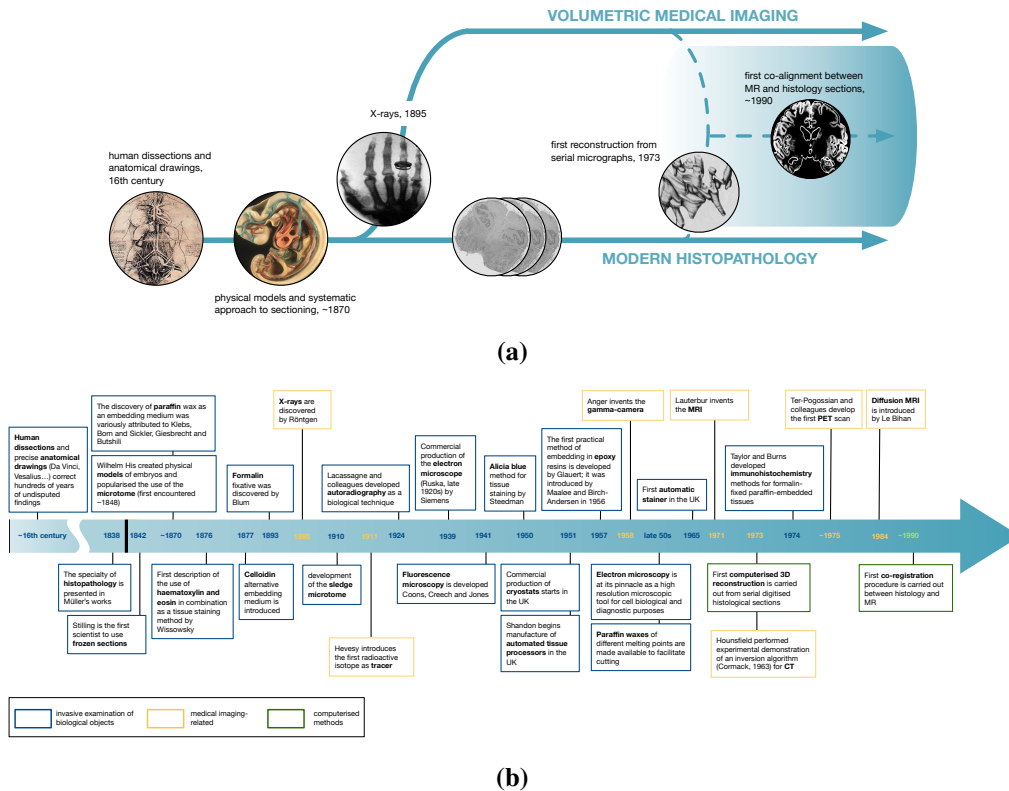 VOLUMETRIC MEDICAL IMAGING
first co-alignment between
MR and histology sections,
~1990
X-rays, 1895
first reconstruction from
serial micrographs, 1973
human dissections and
anatomical drawings,
16th century
MODERN HISTOPATHOLOGY
physical models and systematic
approach to sectioning, ~1870
(a)
Human
dissections and
precise anatomical
drawings (Da Vinci,
Vesalius...) correct
hundreds of years
of undisputed
findings
The discovery of paraffin wax as
an embedding medium was
variously attributed to Klebs,
Born and Sickler, Giesbrecht and
Butshili
Wilhelm His created physical
models of embryos and
popularised the use of the
microtome (first encountered
~1848)
Formalin
fixative was
discovered by
Blum
X-rays are
discovered
by Röntgen
Lacassagne and
colleagues developed
autoradiography as a
biological technique
Commercial
production of
the electron
microscope
(Ruska, late
1920s) by
Siemens
Alicia blue
method for
tissue
staining by
Steedman
The first practical
method of
embedding in epoxy
resins is developed
by Glauert; it was
introduced by
Maaløe and Birch-
Andersen in 1956
Anger invents the
gamma-camera
First automatic
stainer in the UK
Lauterbur invents
the MRI
Taylor and Burns
developed
immunohistochemistry
methods for formalin-
fixed paraffin-embedded
tissues
Ter-Pogossian and
colleagues develop
the first PET scan
Diffusion MRI
is introduced
by Le Bihan
~16th century 1838 1842 ~1870 1876 1877 1893 1895 1910 1911 1924 1939 1941 1950 1951 1957 1958 late 50s 1965 1971 1973 1974 ~1975 1984 ~1990
The specialty of
histopathology is
presented in
Müller's works
Stilling is the first
scientist to use
frozen sections
First description of
the use of
haematoxylin and
eosin in combination
as a tissue staining
method by
Wissowsky
Celloidin
alternative
embedding
medium is
introduced
development
of the sledge
microtome
Hevesy introduces
the first radioactive
isotope as tracer
Fluorescence
microscopy is developed
Coons, Creech and Jones
Commercial
production of
cryostats starts in
the UK
Shandon begins
manufacture of
automated tissue
processors in the
UK
Electron microscopy is
at its pinnacle as a high
resolution microscopic
tool for cell biological and
diagnostic purposes
Paraffin waxes of
different melting points are
made available to facilitate
cutting
First computerised 3D
reconstruction is carried
out from serial digitised
histological sections
Hounsfield performed
experimental demonstration
of an inversion algorithm
(Cormack, 1963) for CT
First co-registration
procedure is carried out
between histology and
MR
invasive examination of
biological objects
medical imaging-
related
computerised
methods
(b)